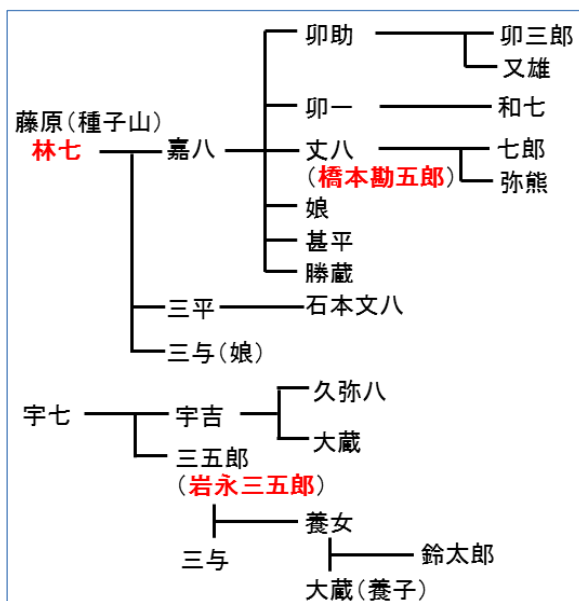 卯助
卯三郎
又雄
卯一
和七
藤原（種子山）
林七
嘉八
丈八
七郎
（橋本勘五郎）
弥熊
娘
甚平
勝蔵
三平
石本文八
三与（娘）
久弥八
宇七
宇吉
大蔵
三五郎
（岩永三五郎）
養女
三与
鈴太郎
大蔵（養子）